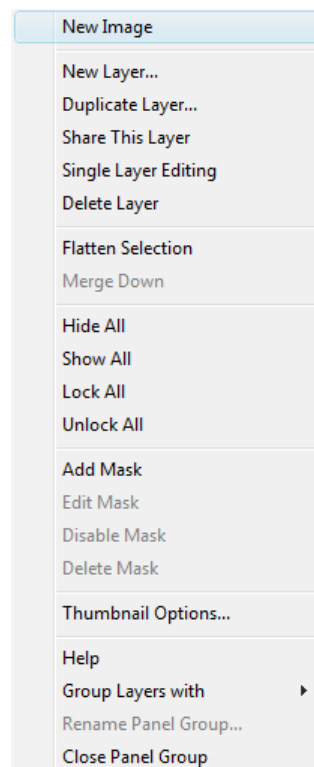 New Image
New Layer...
Duplicate Layer...
Share This Layer
Single Layer Editing
Delete Layer
Flatten Selection
Merge Down
Hide All
Show All
Lock All
Unlock All
Add Mask
Edit Mask
Disable Mask
Delete Mask
Thumbnail Options...
Help
Group Layers with
Rename Panel Group...
Close Panel Group